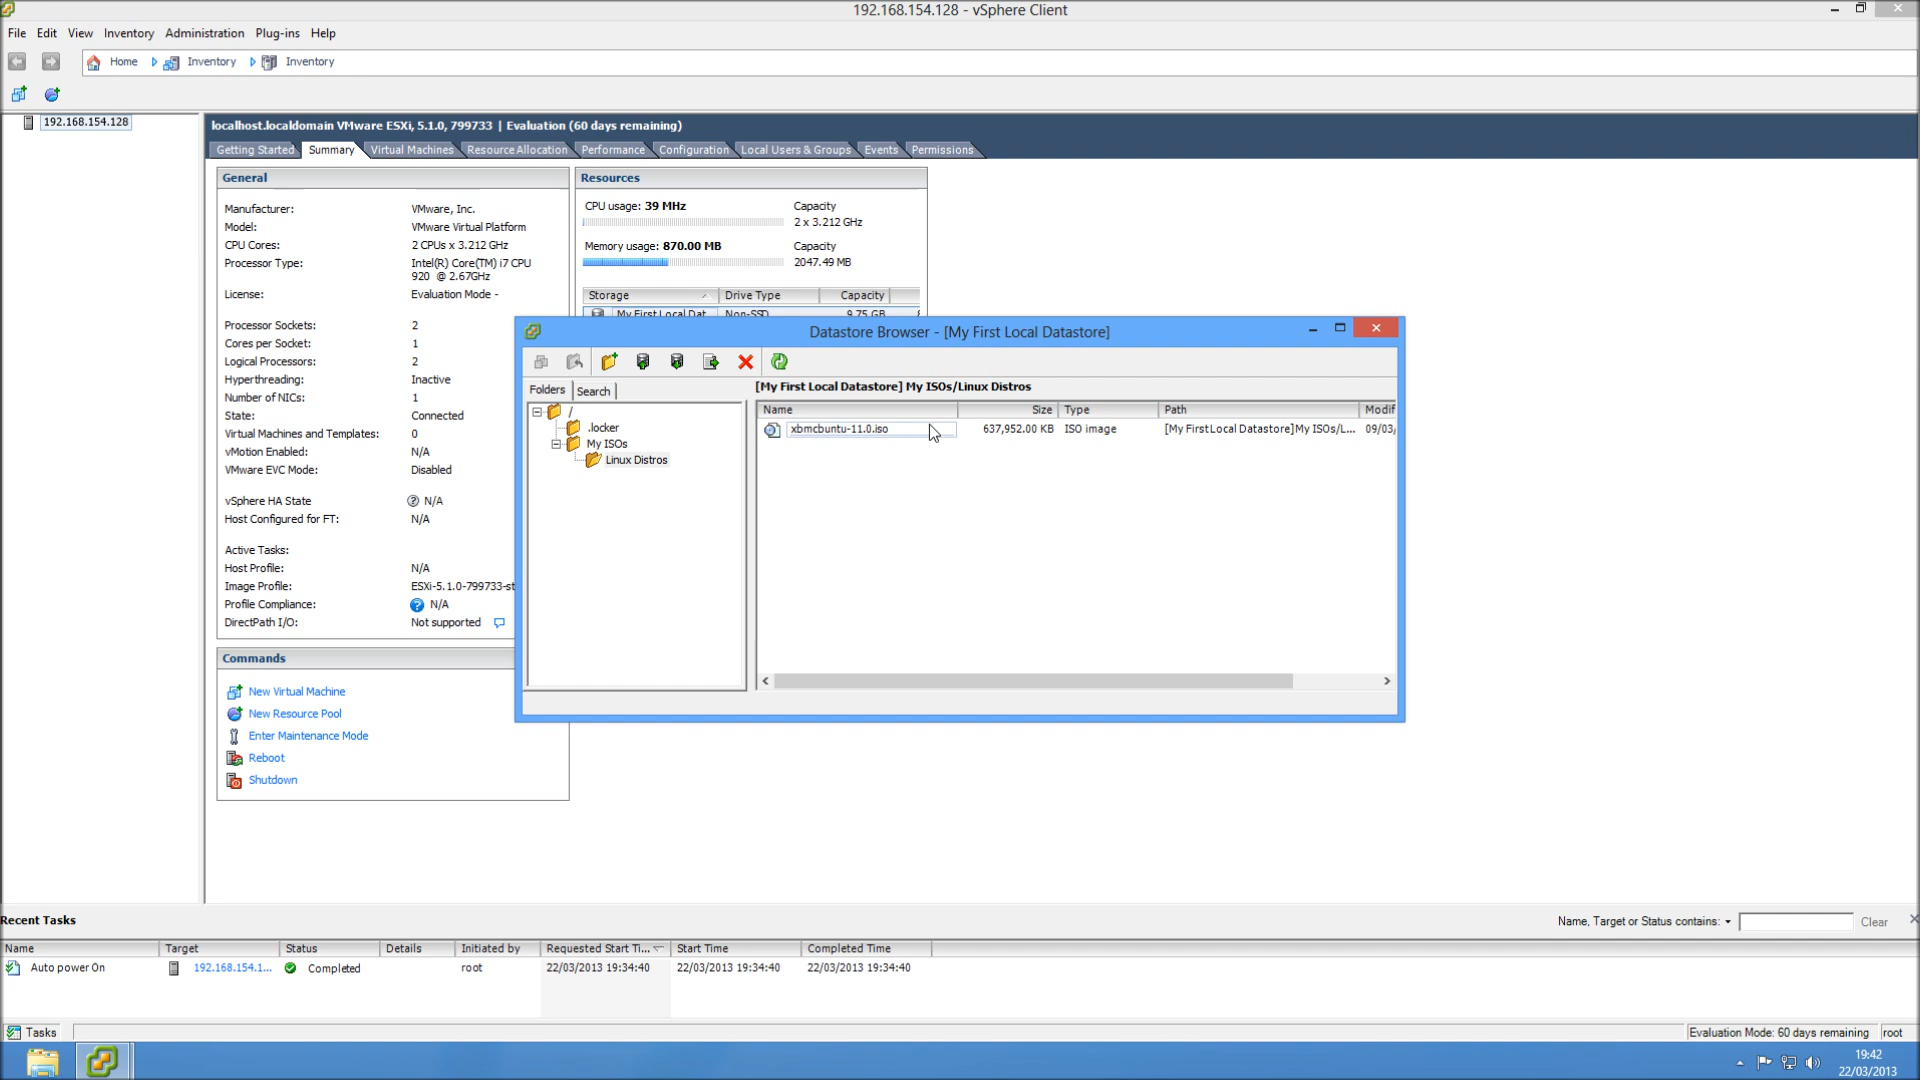 192.168.154.128 - vSphere Client
File Edit View Inventory Administration Plug-ins Help
Home Inventory Inventory
192.168.154.128
localhost.localdomain VMware ESXi, 5.1.0, 799733 | Evaluation (60 days remaining)
Getting Started Summary Virtual Machines Resource Allocation Performance Configuration Local Users & Groups Events Permissions
General
Manufacturer: VMware, Inc.
Model: VMware Virtual Platform
CPU Cores: 2 CPUs x 3.212 GHz
Processor Type: Intel(R) Core(TM) i7 CPU
920 @ 2.67GHz
License: Evaluation Mode -
Processor Sockets: 2
Cores per Socket: 1
Logical Processors: 2
Hyperthreading: Inactive
Number of NICs: 1
State: Connected
Virtual Machines and Templates: 0
vMotion Enabled: N/A
VMware EVC Mode: Disabled
vSphere HA State N/A
Host Configured for FT: N/A
Active Tasks:
Host Profile: N/A
Image Profile: ESXi-5.1.0-799733-st
Profile Compliance: N/A
DirectPath I/O: Not supported
Commands
New Virtual Machine
New Resource Pool
Enter Maintenance Mode
Reboot
Shutdown
Resources
CPU usage: 39 MHz Capacity
2 x 3.212 GHz
Memory usage: 870.00 MB Capacity
2047.49 MB
Storage Drive Type Capacity
My First Local Dat Non-SSD 9.75 GB
Datastore Browser - [My First Local Datastore]
Folders Search
/
.locker
My ISOs
Linux Distros
[My First Local Datastore] My ISOs/Linux Distros
Name Size Type Path Modif
xbmcbuntu-11.0.iso 637,952.00 KB ISO image [My First Local Datastore] My ISOs/L... 09/03/
Recent Tasks
Name, Target or Status contains: Clear
Name Target Status Details Initiated by Requested Start Ti... Start Time Completed Time
Auto power On 192.168.154.1... Completed root 22/03/2013 19:34:40 22/03/2013 19:34:40 22/03/2013 19:34:40
Tasks Evaluation Mode: 60 days remaining root
19:42
22/03/2013